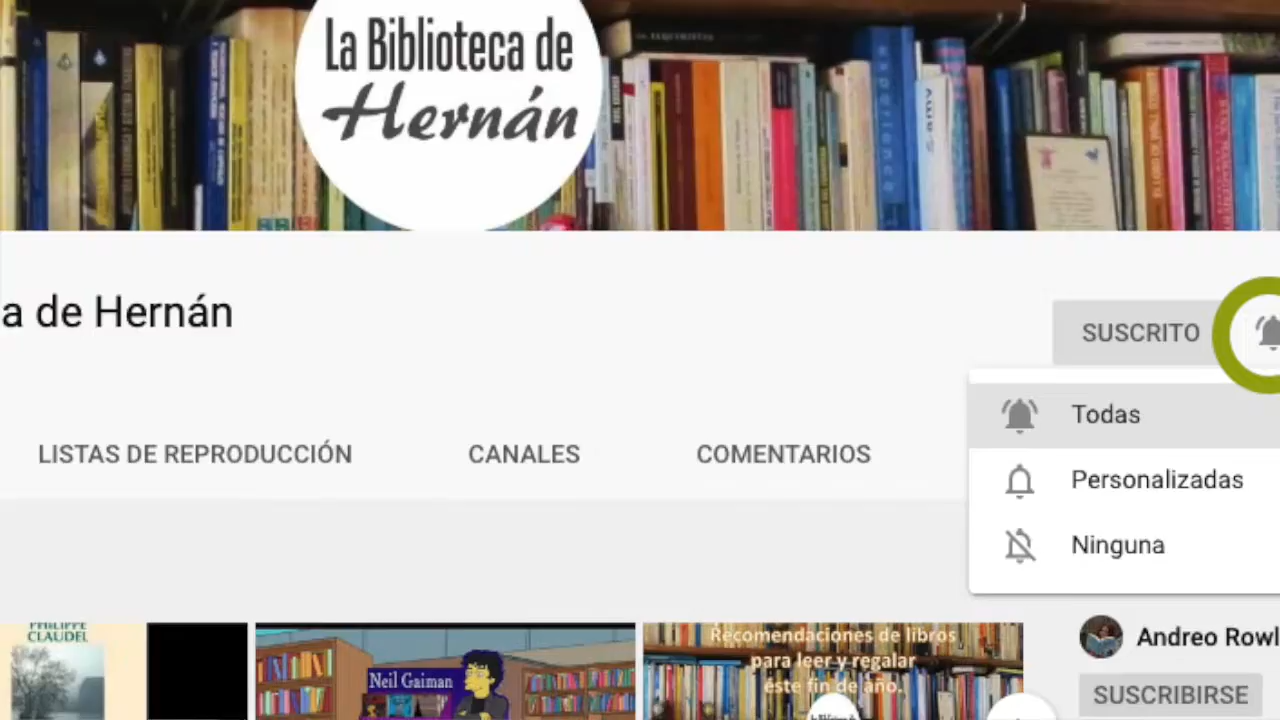 La Biblioteca de
Hernán
a de Hernán
SUSCRITO
Todas
Personalizadas
Ninguna
LISTAS DE REPRODUCCIÓN
CANALES
COMENTARIOS
PHILIPPE
CLAUDEL
Neil Gaiman
Recomendaciones de libros
para leer y regalar
éste fin de año.
Andreo Rowl
SUSCRIBIRSE